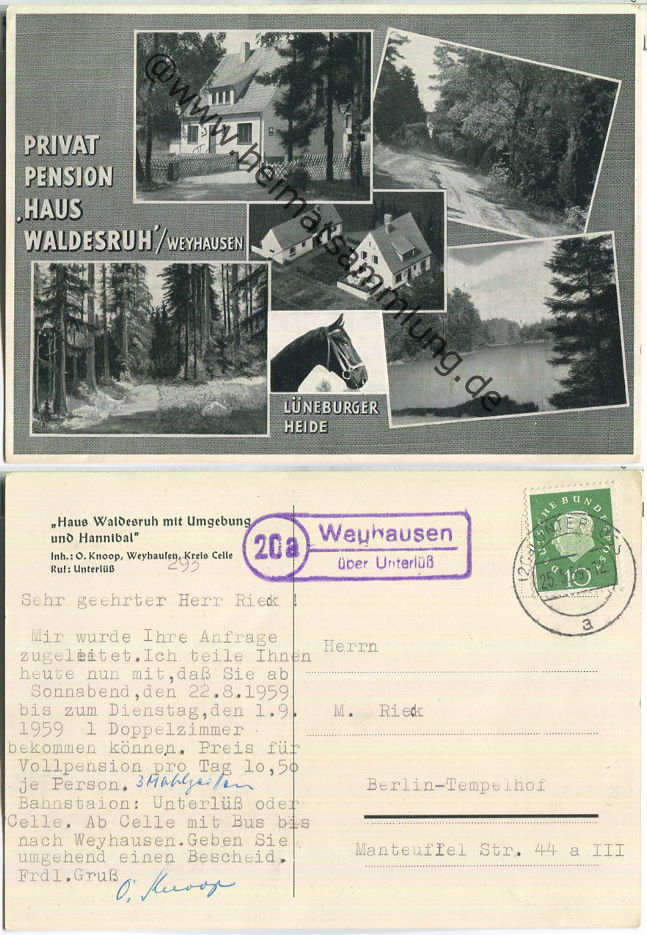 PRIVAT
PENSION
‚HAUS
WALDESRUH'/WEYHAUSEN
LÜNEBURGER
HEIDE
@www.heimatsammlung.de
„Haus Waldesruh mit Umgebung
und Hannibal"
Inh.: O. Knoop, Weyhausen, Kreis Celle
Ruf: Unterlüß
293
20a
Weyhausen
über Unterlüß
DEUTSCHE BUNDESPOST
10
a
Sehr geehrter Herr Riek !
Mir wurde Ihre Anfrage
zugeleitet.Ich teile Ihnen
heute nun mit,daß Sie ab
Sonnabend,den 22.8.1959
bis zum Dienstag,den 1.9.
1959 1 Doppelzimmer
bekommen können. Preis für
Vollpension pro Tag 1o,5o
je Person. 3 Mahlzeiten
Bahnstaion: Unterlüß oder
Celle. Ab Celle mit Bus bis
nach Weyhausen.Geben Sie
umgehend einen Bescheid.
Frdl.Gruß
O. Knoop
Herrn
M. Riek
Berlin-Tempelhof
Manteuffel Str. 44 a III